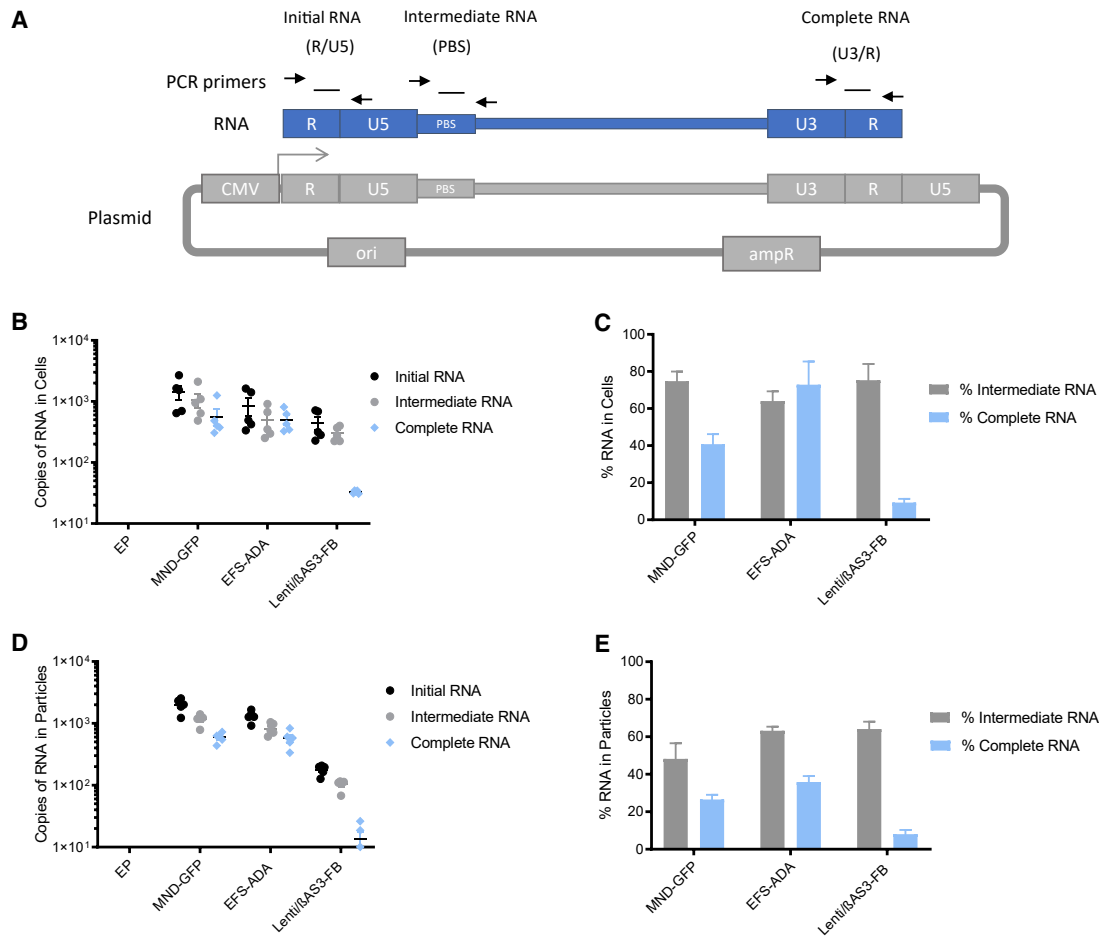 A
Initial RNA
(R/U5)
Intermediate RNA
(PBS)
Complete RNA
(U3/R)
PCR primers
RNA
R
U5
PBS
U3
R
CMV
R
U5
PBS
U3
R
U5
Plasmid
ori
ampR
B
Copies of RNA in Cells
1×10⁴
1×10³
1×10²
1×10¹
EP
MND-GFP
EFS-ADA
Lenti/ßAS3-FB
Initial RNA
Intermediate RNA
Complete RNA
C
% RNA in Cells
100
80
60
40
20
0
MND-GFP
EFS-ADA
Lenti/ßAS3-FB
% Intermediate RNA
% Complete RNA
D
Copies of RNA in Particles
1×10⁴
1×10³
1×10²
1×10¹
EP
MND-GFP
EFS-ADA
Lenti/ßAS3-FB
Initial RNA
Intermediate RNA
Complete RNA
E
% RNA in Particles
100
80
60
40
20
0
MND-GFP
EFS-ADA
Lenti/ßAS3-FB
% Intermediate RNA
% Complete RNA